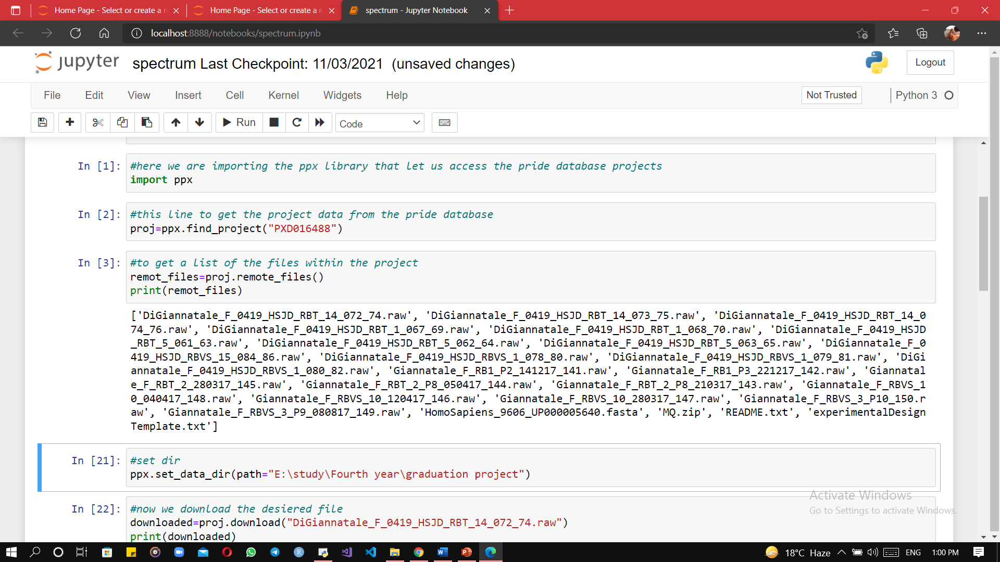 Home Page - Select or create a n
Home Page - Select or create a n
spectrum - Jupyter Notebook
localhost:8888/notebooks/spectrum.ipynb
jupyter
spectrum Last Checkpoint: 11/03/2021 (unsaved changes)
Logout
File Edit View Insert Cell Kernel Widgets Help
Not Trusted
Python 3
Run
Code
In [1]:
#here we are importing the ppx library that let us access the pride database projects
import ppx
In [2]:
#this line to get the project data from the pride database
proj=ppx.find_project("PXD016488")
In [3]:
#to get a list of the files within the project
remot_files=proj.remote_files()
print(remot_files)
['DiGiannatale_F_0419_HSJD_RBT_14_072_74.raw', 'DiGiannatale_F_0419_HSJD_RBT_14_073_75.raw', 'DiGiannatale_F_0419_HSJD_RBT_14_0
74_76.raw', 'DiGiannatale_F_0419_HSJD_RBT_1_067_69.raw', 'DiGiannatale_F_0419_HSJD_RBT_1_068_70.raw', 'DiGiannatale_F_0419_HSJD
_RBT_5_061_63.raw', 'DiGiannatale_F_0419_HSJD_RBT_5_062_64.raw', 'DiGiannatale_F_0419_HSJD_RBT_5_063_65.raw', 'DiGiannatale_F_0
419_HSJD_RBVS_15_084_86.raw', 'DiGiannatale_F_0419_HSJD_RBVS_1_078_80.raw', 'DiGiannatale_F_0419_HSJD_RBVS_1_079_81.raw', 'DiGi
annatale_F_0419_HSJD_RBVS_1_080_82.raw', 'Giannatale_F_RB1_P2_141217_141.raw', 'Giannatale_F_RB1_P3_221217_142.raw', 'Giannatal
e_F_RBT_2_280317_145.raw', 'Giannatale_F_RBT_2_P8_050417_144.raw', 'Giannatale_F_RBT_2_P8_210317_143.raw', 'Giannatale_F_RBVS_1
0_040417_148.raw', 'Giannatale_F_RBVS_10_120417_146.raw', 'Giannatale_F_RBVS_10_280317_147.raw', 'Giannatale_F_RBVS_3_P10_150.r
aw', 'Giannatale_F_RBVS_3_P9_080817_149.raw', 'HomoSapiens_9606_UP000005640.fasta', 'MQ.zip', 'README.txt', 'experimentalDesign
Template.txt']
In [21]:
#set dir
ppx.set_data_dir(path="E:\study\Fourth year\graduation project")
In [22]:
#now we download the desiered file
downloaded=proj.download("DiGiannatale_F_0419_HSJD_RBT_14_072_74.raw")
print(downloaded)
Activate Windows
Go to Settings to activate Windows.
18°C Haze
ENG
1:00 PM